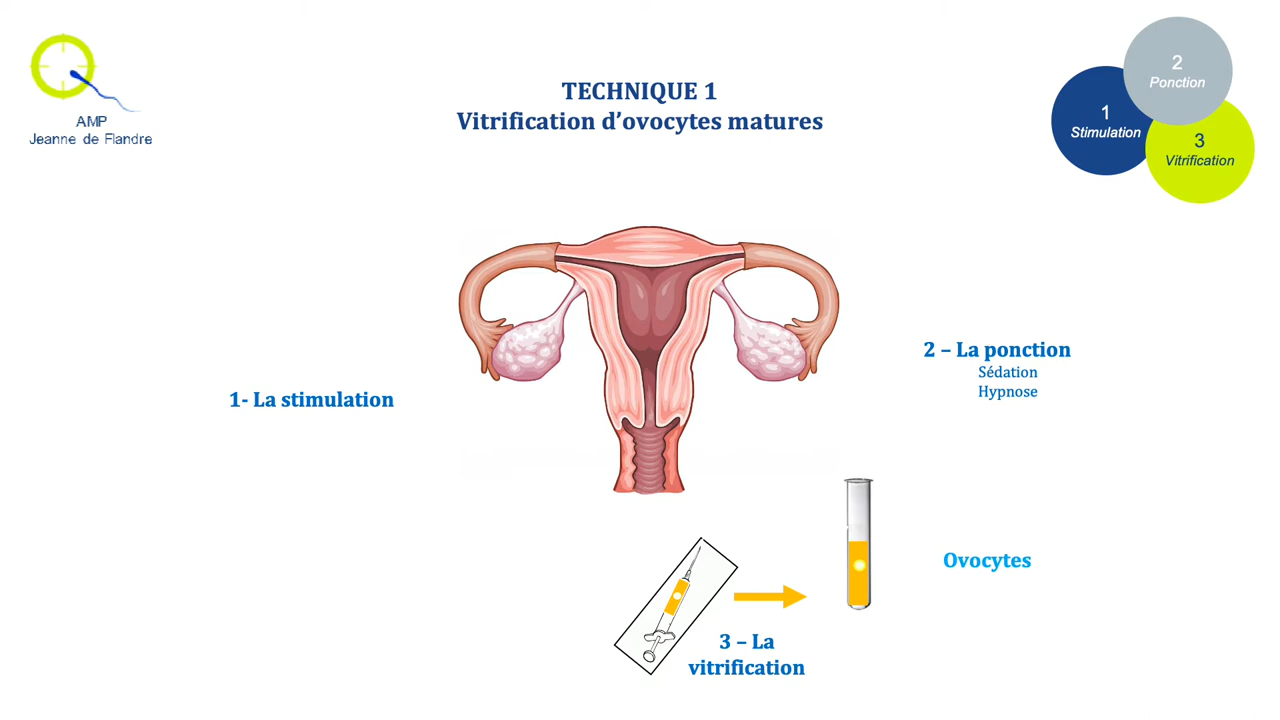 AMP
Jeanne de Flandre
TECHNIQUE 1
Vitrification d’ovocytes matures
1
Stimulation
2
Ponction
3
Vitrification
1- La stimulation
2 – La ponction
Sédation
Hypnose
Ovocytes
3 – La
vitrification